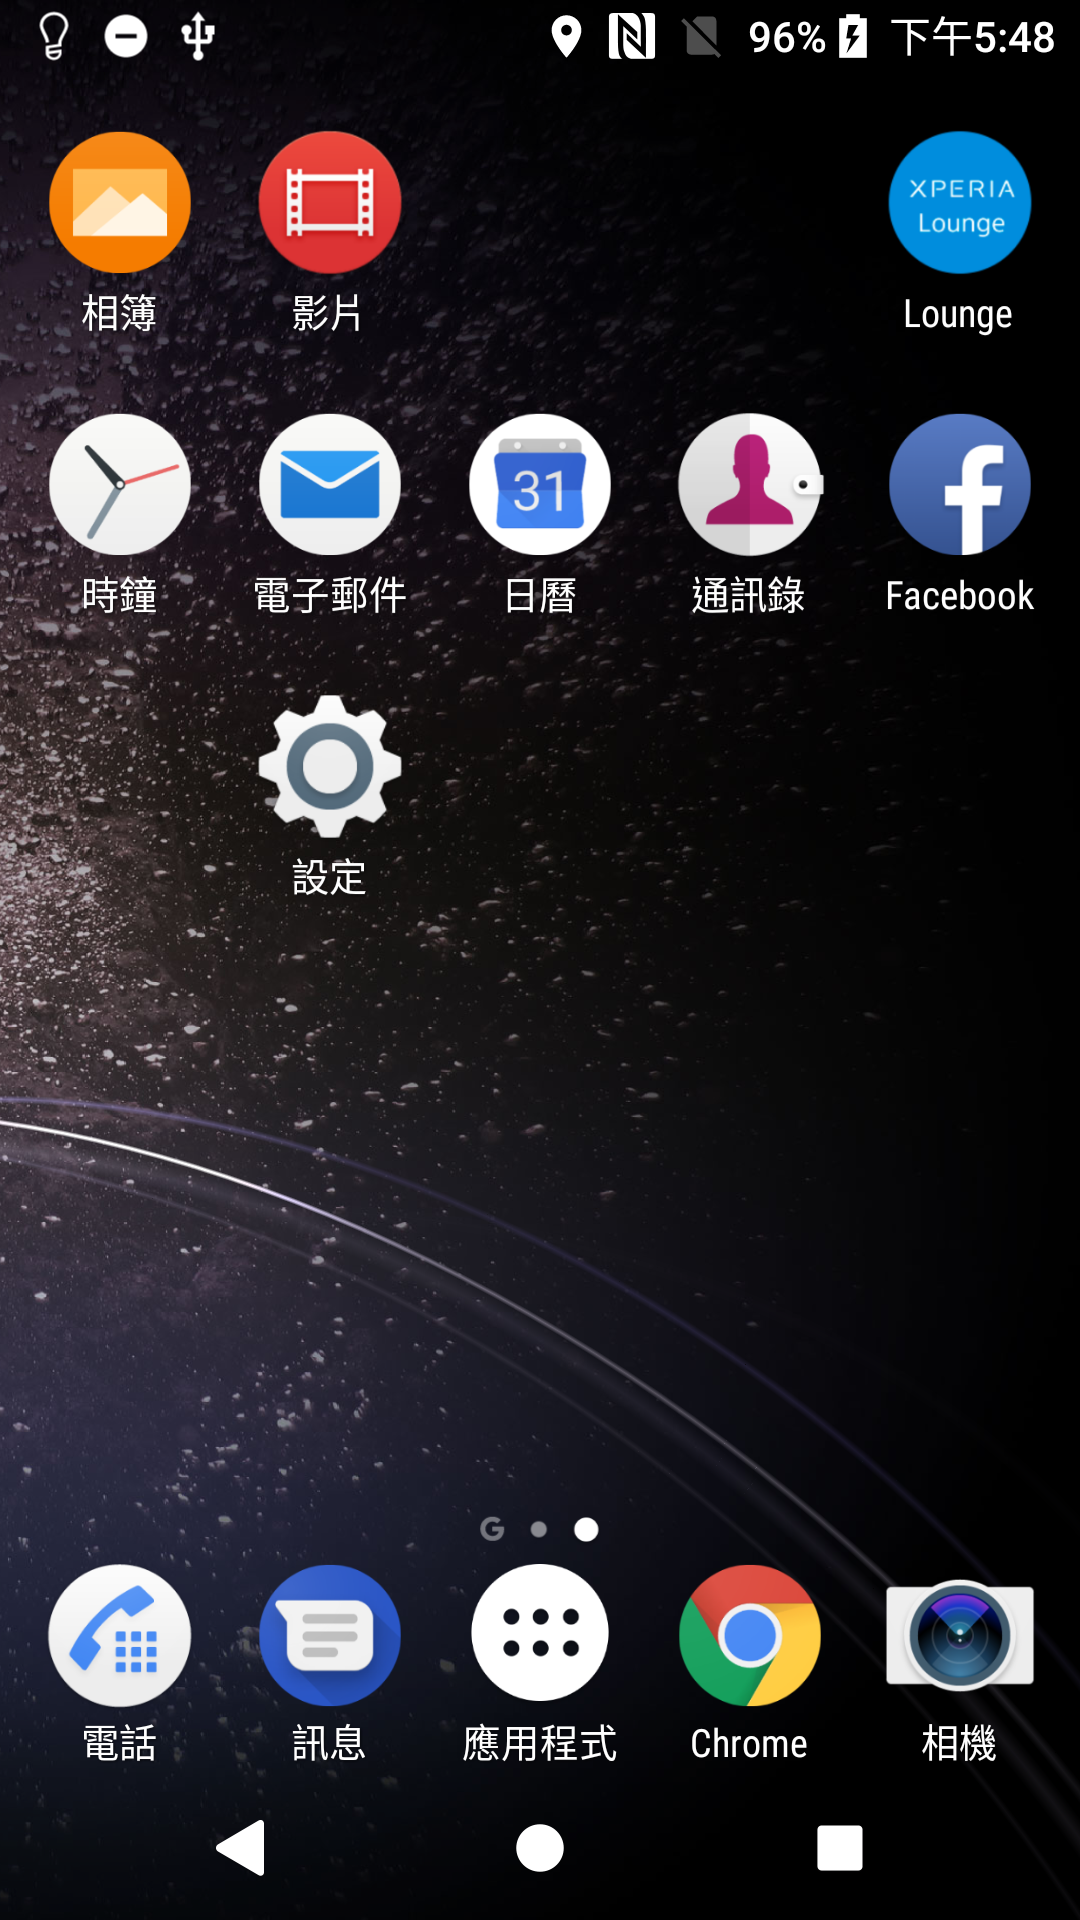 96% 下午5:48
XPERIA
Lounge
相簿 影片 Lounge
31
時鐘 電子郵件 日曆 通訊錄 Facebook
設定
G
電話 訊息 應用程式 Chrome 相機